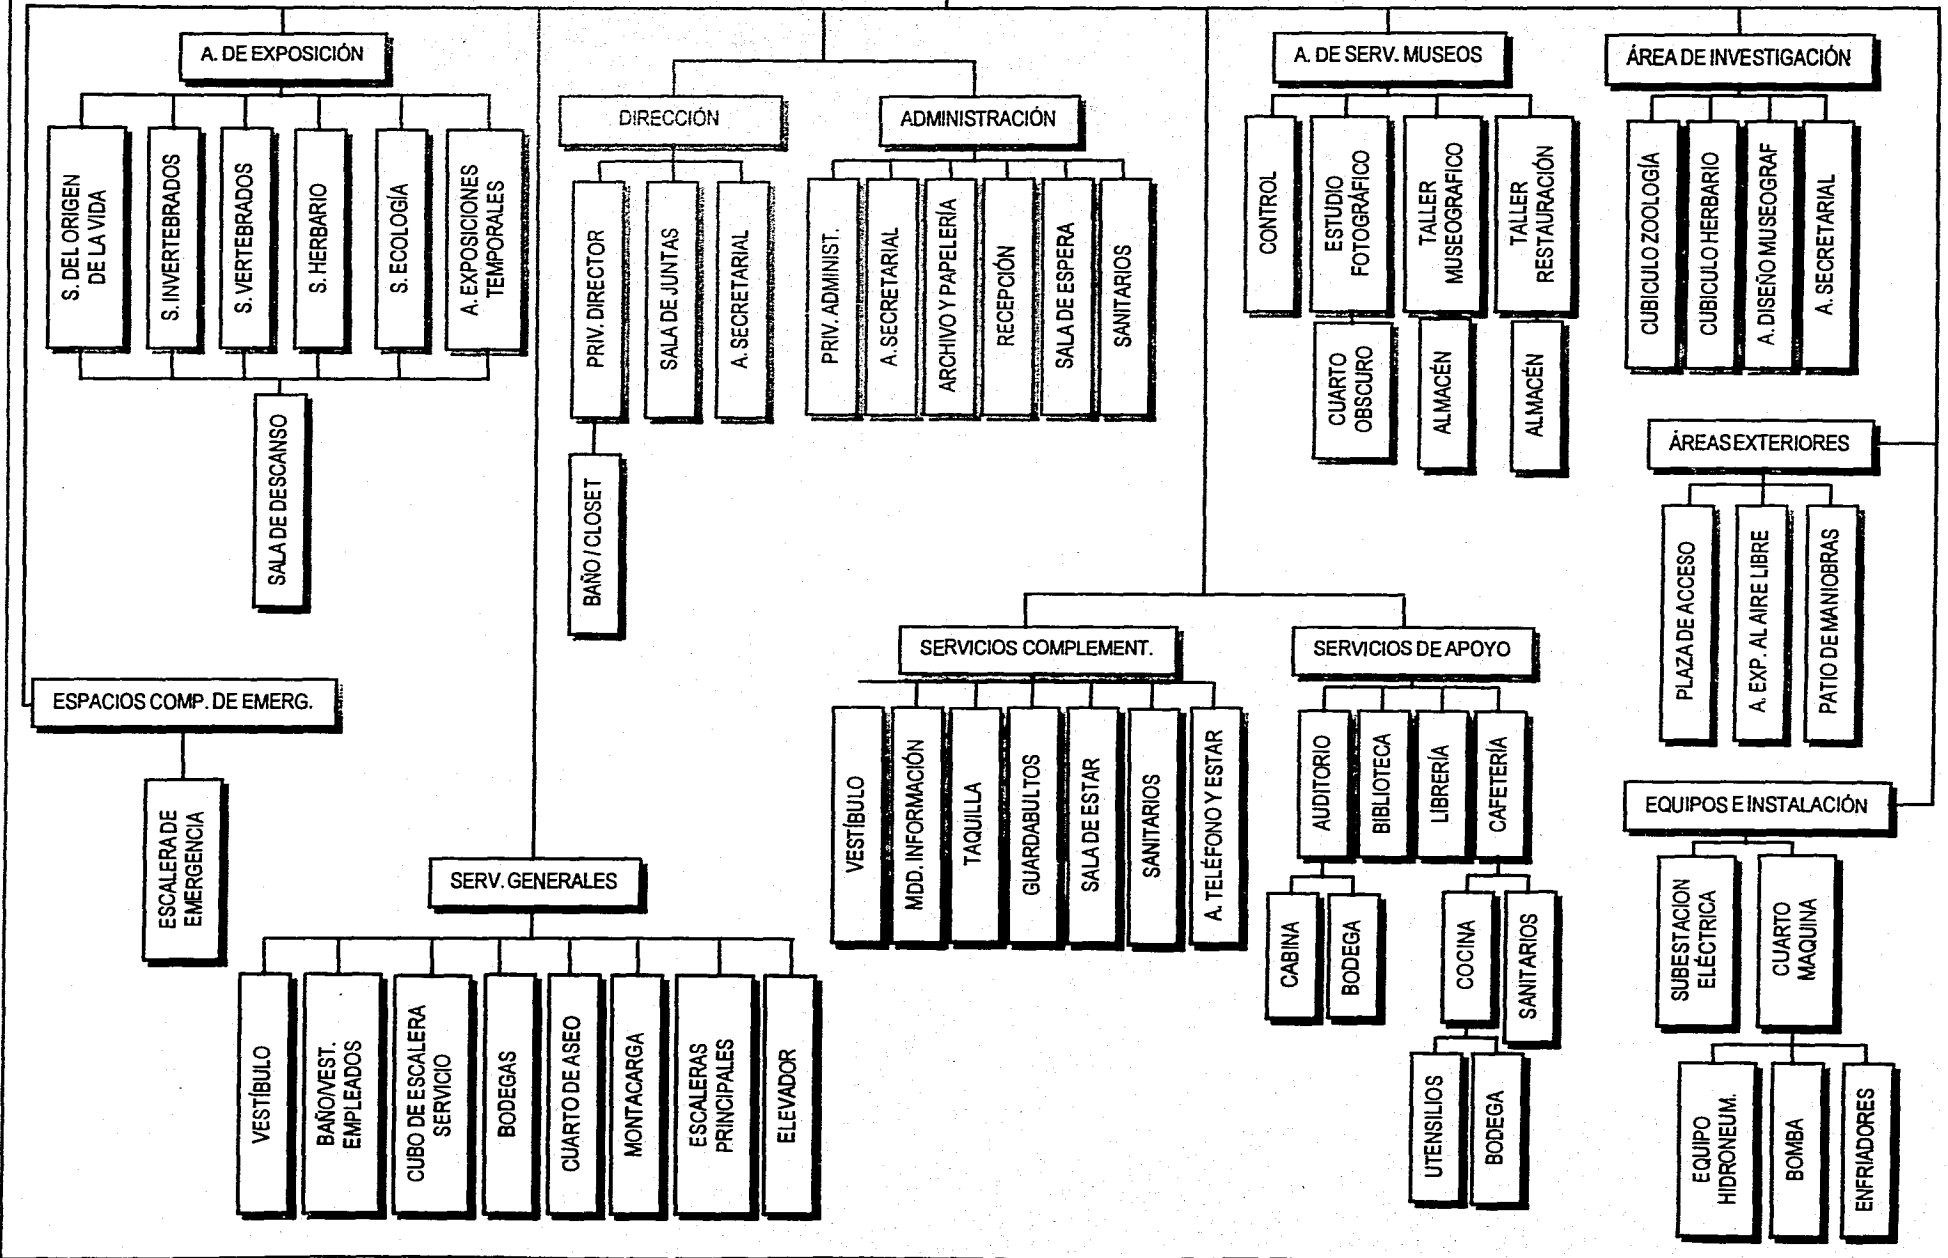 A. DE EXPOSICIÓN
S. DEL ORIGEN
DE LA VIDA
S. INVERTEBRADOS
S. VERTEBRADOS
S. HERBARIO
S. ECOLOGÍA
A. EXPOSICIONES
TEMPORALES
SALA DE DESCANSO
DIRECCIÓN
PRIV. DIRECTOR
SALA DE JUNTAS
A. SECRETARIAL
BAÑO / CLOSET
ADMINISTRACIÓN
PRIV. ADMINIST.
A. SECRETARIAL
ARCHIVO Y PAPELERÍA
RECEPCIÓN
SALA DE ESPERA
SANITARIOS
A. DE SERV. MUSEOS
CONTROL
ESTUDIO
FOTOGRÁFICO
TALLER
MUSEOGRAFICO
TALLER
RESTAURACIÓN
CUARTO
OBSCURO
ALMACÉN
ALMACÉN
ÁREA DE INVESTIGACIÓN
CUBICULO ZOOLOGÍA
CUBICULO HERBARIO
A. DISEÑO MUSEOGRAF
A. SECRETARIAL
ÁREAS EXTERIORES
PLAZA DE ACCESO
A. EXP. AL AIRE LIBRE
PATIO DE MANIOBRAS
ESPACIOS COMP. DE EMERG.
ESCALERA DE
EMERGENCIA
SERV. GENERALES
VESTÍBULO
BAÑO/VEST.
EMPLEADOS
CUBO DE ESCALERA
SERVICIO
BODEGAS
CUARTO DE ASEO
MONTACARGA
ESCALERAS
PRINCIPALES
ELEVADOR
SERVICIOS COMPLEMENT.
VESTÍBULO
MDD. INFORMACIÓN
TAQUILLA
GUARDABULTOS
SALA DE ESTAR
SANITARIOS
A. TELÉFONO Y ESTAR
SERVICIOS DE APOYO
AUDITORIO
BIBLIOTECA
LIBRERÍA
CAFETERÍA
CABINA
BODEGA
COCINA
SANITARIOS
UTENSILIOS
BODEGA
EQUIPOS E INSTALACIÓN
SUBESTACION
ELÉCTRICA
CUARTO
MAQUINA
EQUIPO
HIDRONEUM.
BOMBA
ENFRIADORES